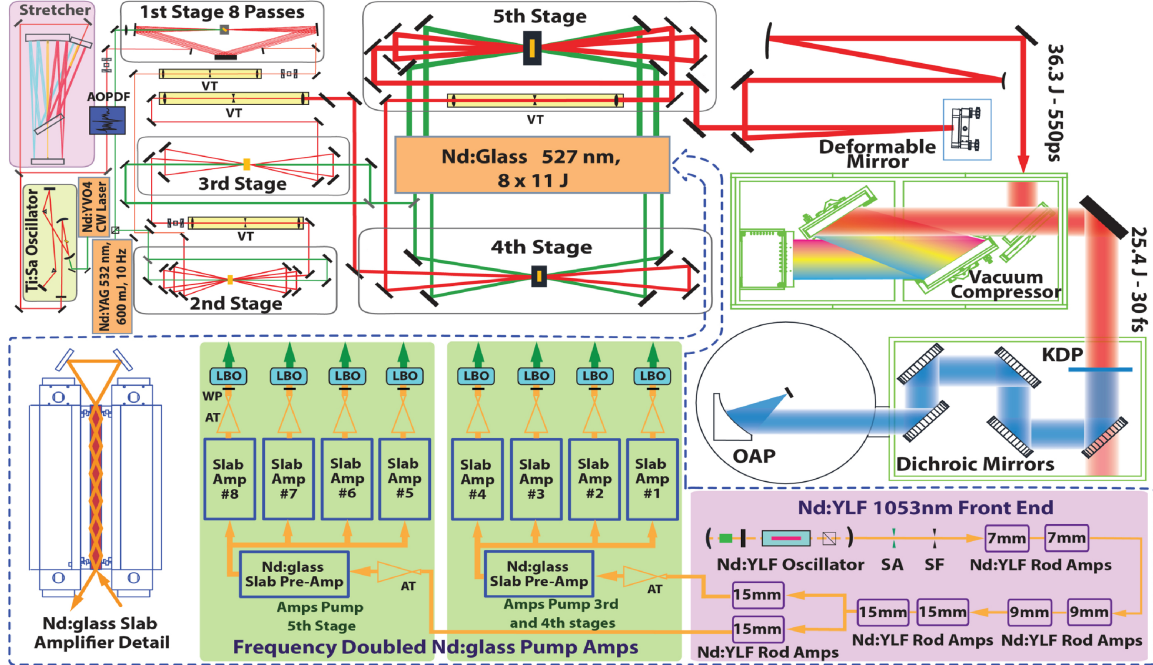 Stretcher
1st Stage 8 Passes
VT
VT
AOPDF
3rd Stage
VT
2nd Stage
Ti:Sa Oscillator
Nd:YVO4
CW Laser
Nd:YAG 532 nm,
600 mJ, 10 Hz
5th Stage
VT
Nd:Glass 527 nm,
8 x 11 J
4th Stage
Deformable
Mirror
36.3 J - 550ps
Vacuum
Compressor
25.4 J - 30 fs
KDP
OAP
Dichroic Mirrors
Nd:glass Slab
Amplifier Detail
LBO
LBO
LBO
LBO
WP
AT
Slab
Amp
#8
Slab
Amp
#7
Slab
Amp
#6
Slab
Amp
#5
Nd:glass
Slab Pre-Amp
AT
Amps Pump
5th Stage
LBO
LBO
LBO
LBO
Slab
Amp
#4
Slab
Amp
#3
Slab
Amp
#2
Slab
Amp
#1
Nd:glass
Slab Pre-Amp
AT
Amps Pump 3rd
and 4th stages
Frequency Doubled Nd:glass Pump Amps
Nd:YLF 1053nm Front End
Nd:YLF Oscillator
SA
SF
7mm
7mm
Nd:YLF Rod Amps
15mm
15mm
Nd:YLF Rod Amps
15mm
15mm
Nd:YLF Rod Amps
9mm
9mm
Nd:YLF Rod Amps